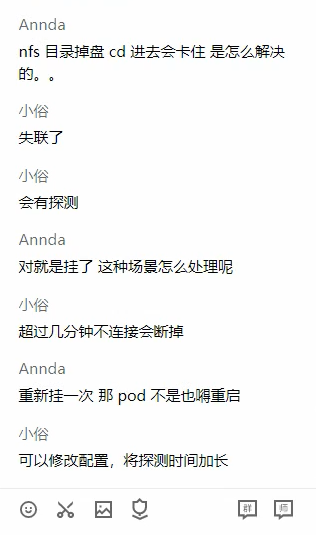 Annda
nfs 目录掉盘 cd 进去会卡住 是怎么解决
的。。
小俗
失联了
小俗
会有探测
Annda
对就是挂了 这种场景怎么处理呢
小俗
超过几分钟不连接会断掉
Annda
重新挂一次 那 pod 不是也嘚重启
小俗
可以修改配置，将探测时间加长
群
师